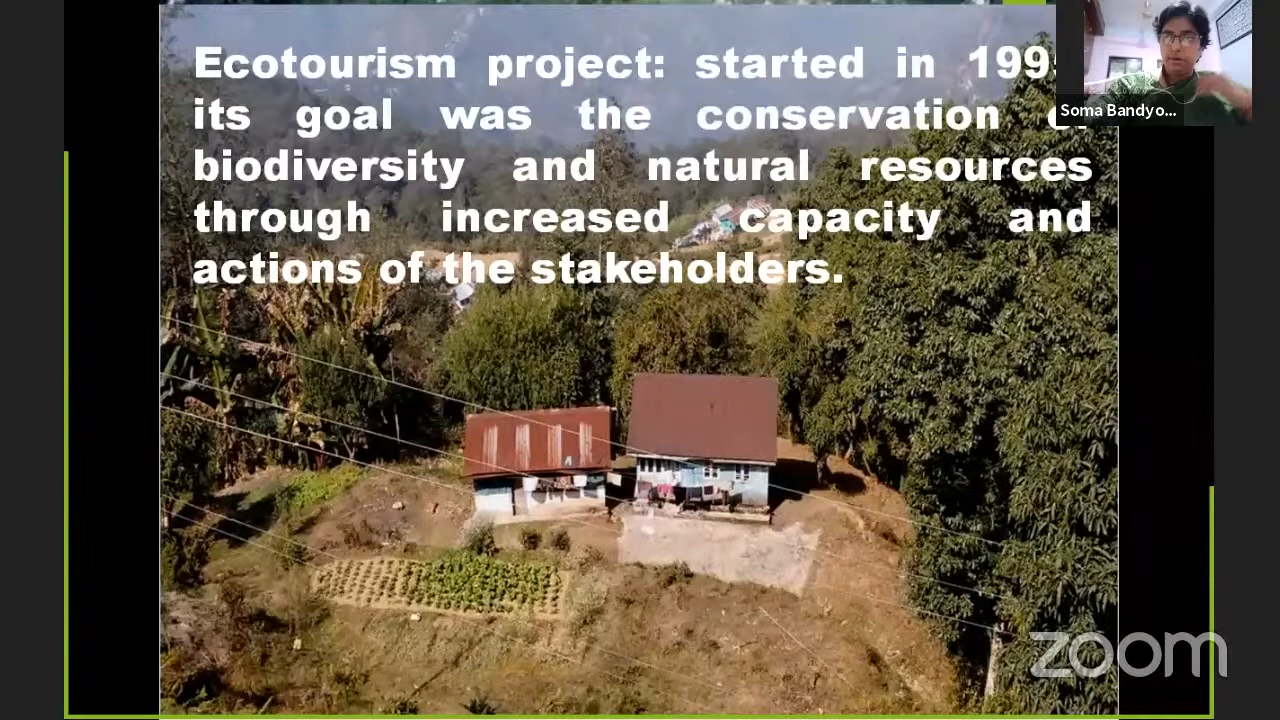 Ecotourism project: started in
its goal was the conservation
biodiversity and natural resources
through increased capacity and
actions of the stakeholders.
Soma Bandyo...
zoom